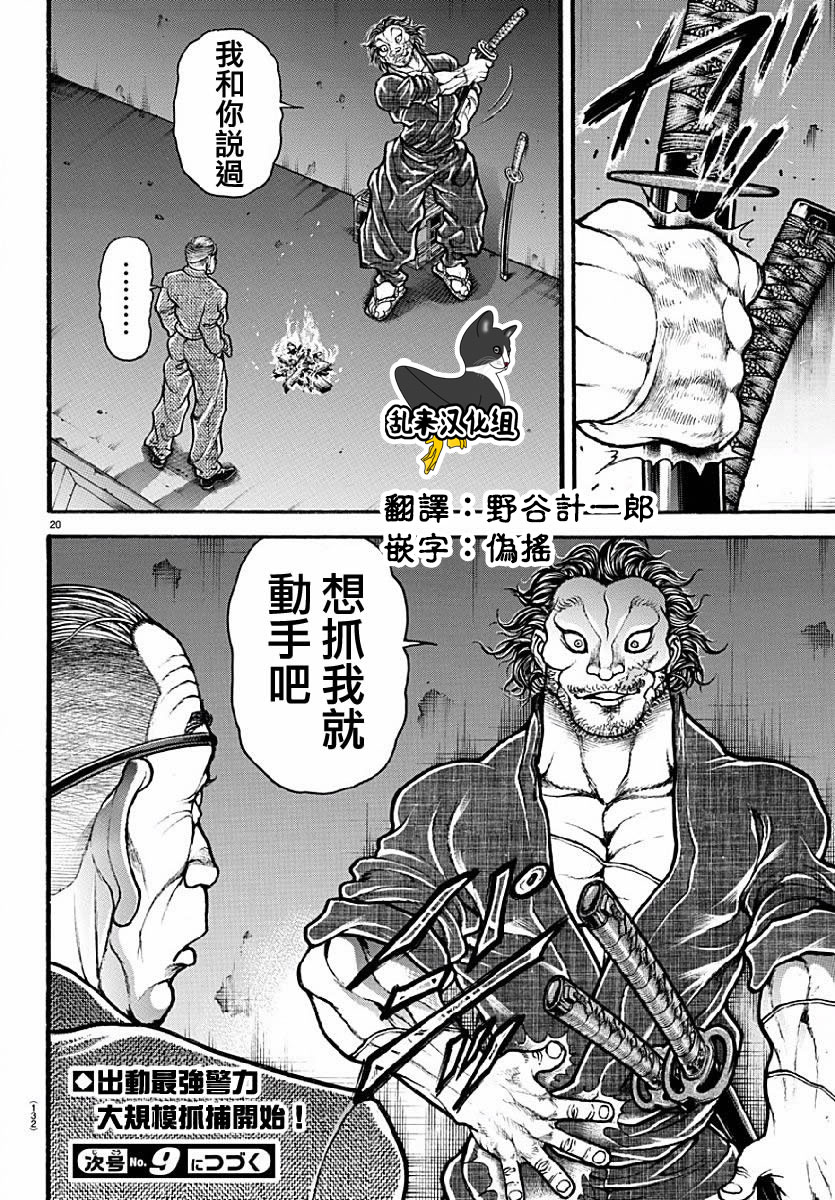 我和你說過
………
乱来汉化组
翻譯：野谷計一郎
嵌字：偽搖
20
想抓我就
動手吧
出動最強警力
大規模抓捕開始！
次号No.9につづく
(132)